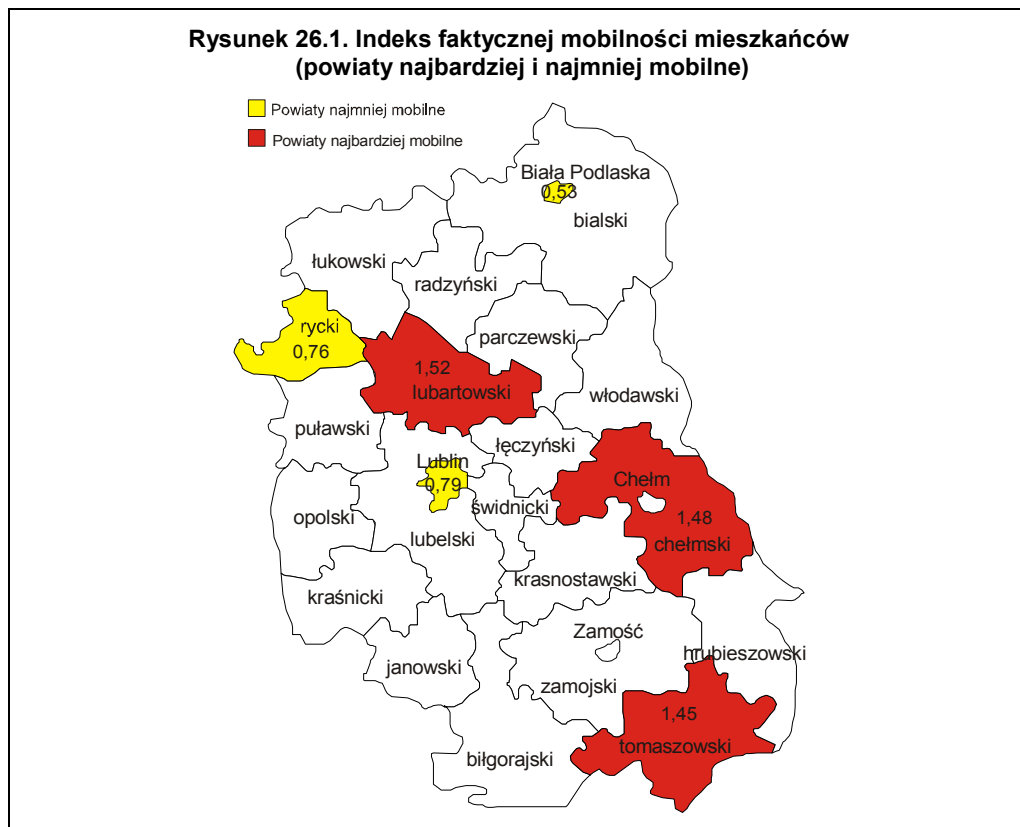 Rysunek 26.1. Indeks faktycznej mobilności mieszkańców
(powiaty najbardziej i najmniej mobilne)
Powiaty najmniej mobilne
Powiaty najbardziej mobilne
Biała Podlaska
0,53
bialski
łukowski
radzyński
rycki
0,76
parczewski
1,52
lubartowski
włodawski
puławski
łęczyński
Lublin
0,79
Chełm
świdnicki
opolski
1,48
lubelski
chełmski
krasnostawski
kraśnicki
Zamość
hrubieszowski
janowski
zamojski
1,45
tomaszowski
biłgorajski